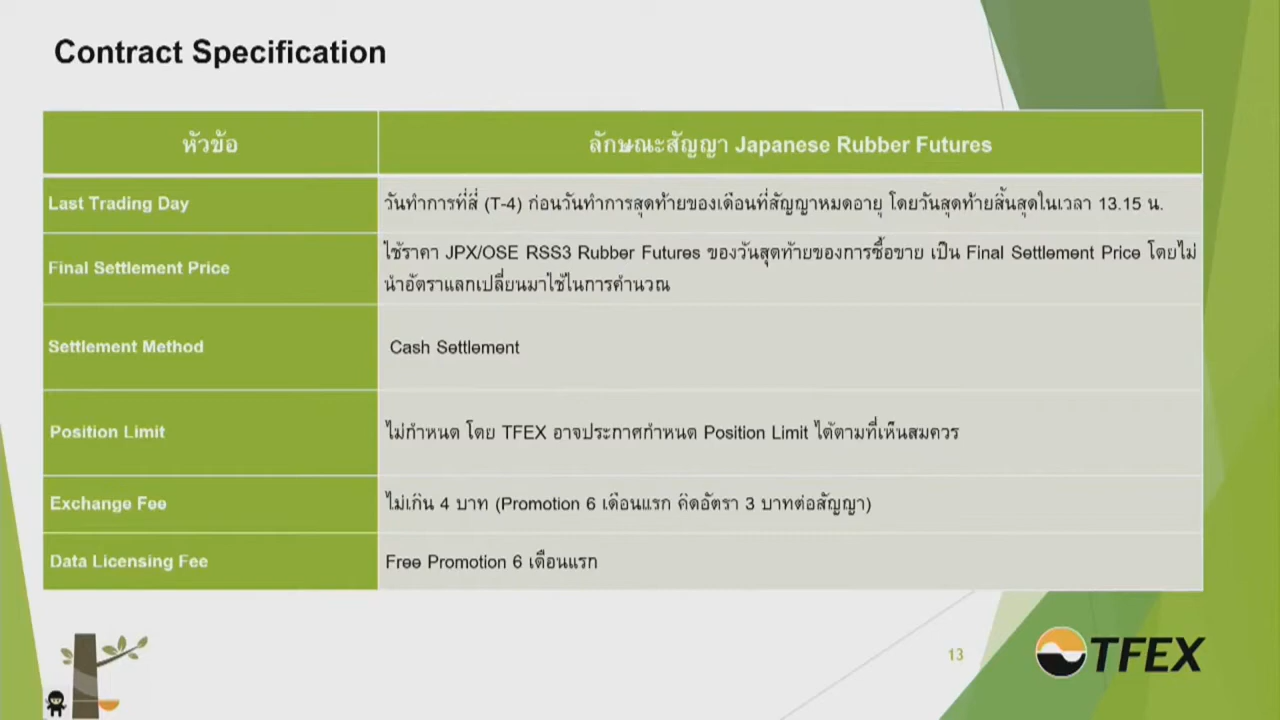 Contract Specification
หัวข้อ
ลักษณะสัญญา Japanese Rubber Futures
Last Trading Day
วันทำการที่สี่ (T-4) ก่อนวันทำการสุดท้ายของเดือนที่สัญญาหมดอายุ โดยวันสุดท้ายสิ้นสุดในเวลา 13.15 น.
Final Settlement Price
ใช้ราคา JPX/OSE RSS3 Rubber Futures ของวันสุดท้ายของการซื้อขาย เป็น Final Settlement Price โดยไม่
นำอัตราแลกเปลี่ยนมาใช้ในการคำนวณ
Settlement Method
Cash Settlement
Position Limit
ไม่กำหนด โดย TFEX อาจประกาศกำหนด Position Limit ได้ตามที่เห็นสมควร
Exchange Fee
ไม่เกิน 4 บาท (Promotion 6 เดือนแรก คิดอัตรา 3 บาทต่อสัญญา)
Data Licensing Fee
Free Promotion 6 เดือนแรก
13
TFEX